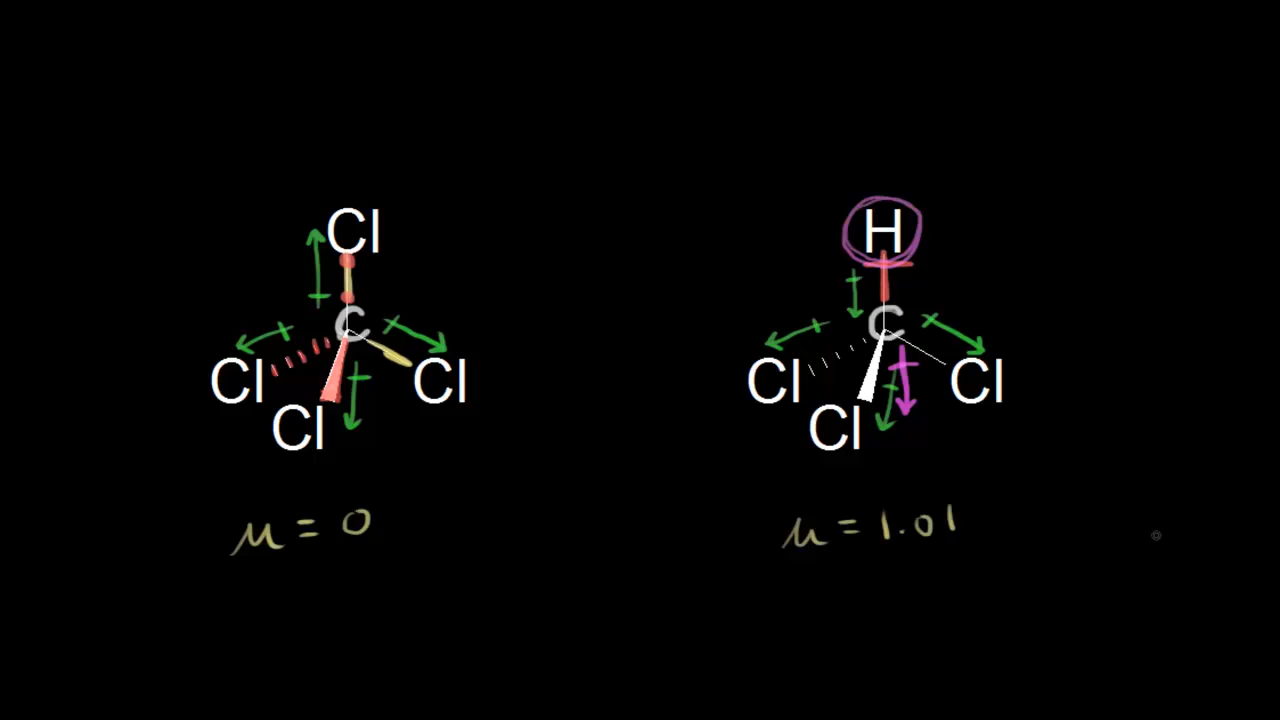 Cl H
C C
Cl Cl Cl Cl
Cl Cl
μ = 0 μ = 1.01